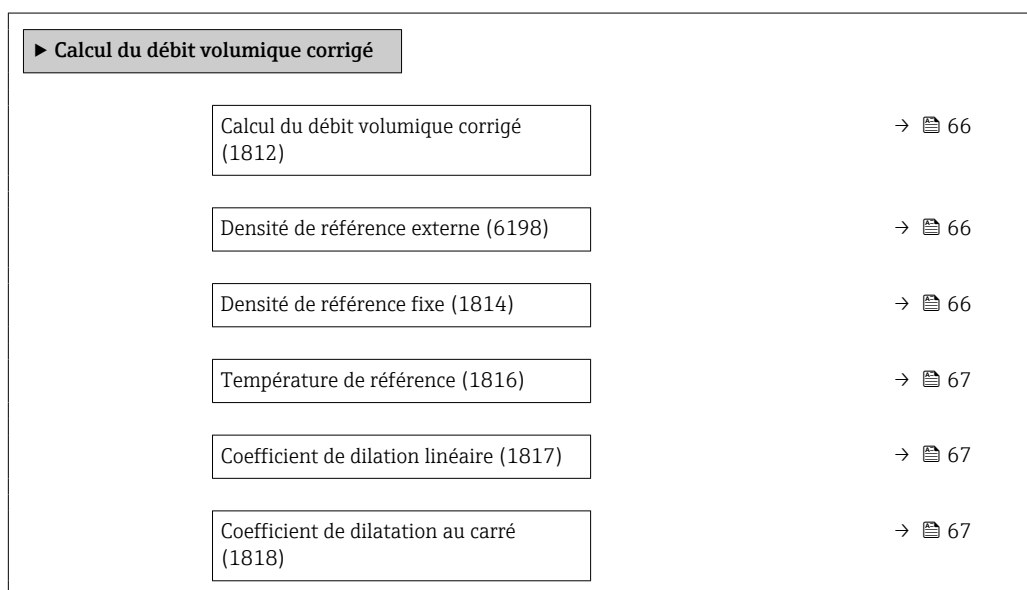 ▶ Calcul du débit volumique corrigé
Calcul du débit volumique corrigé
(1812)
→ 66
Densité de référence externe (6198)
→ 66
Densité de référence fixe (1814)
→ 66
Température de référence (1816)
→ 67
Coefficient de dilation linéaire (1817)
→ 67
Coefficient de dilatation au carré
(1818)
→ 67